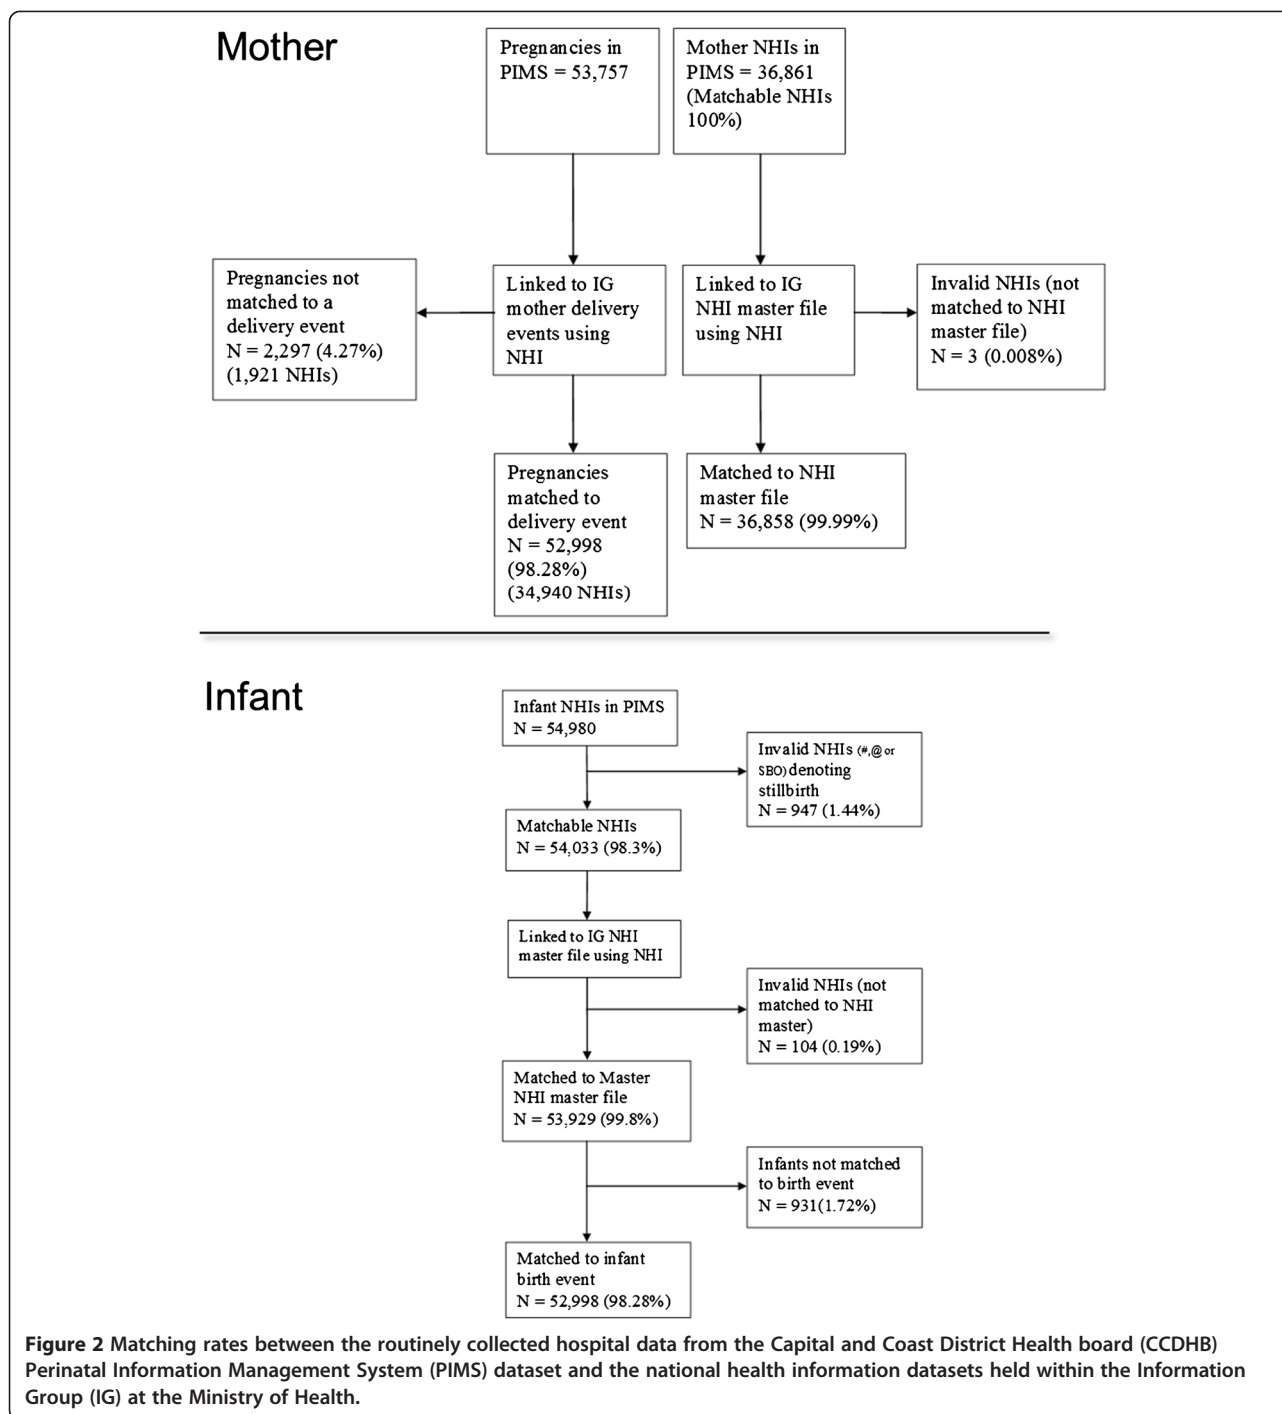 Mother
Pregnancies in
PIMS = 53,757
Mother NHIs in
PIMS = 36,861
(Matchable NHIs
100%)
Pregnancies not
matched to a
delivery event
N = 2,297 (4.27%)
(1,921 NHIs)
Linked to IG
mother delivery
events using
NHI
Linked to IG
NHI master file
using NHI
Invalid NHIs (not
matched to NHI
master file)
N = 3 (0.008%)
Pregnancies
matched to
delivery event
N = 52,998
(98.28%)
(34,940 NHIs)
Matched to NHI
master file
N = 36,858 (99.99%)
Infant
Infant NHIs in PIMS
N = 54,980
Invalid NHIs (#,@ or
SBO) denoting
stillbirth
N = 947 (1.44%)
Matchable NHIs
N = 54,033 (98.3%)
Linked to IG NHI
master file using NHI
Invalid NHIs (not
matched to NHI
master)
N = 104 (0.19%)
Matched to Master
NHI master file
N = 53,929 (99.8%)
Infants not matched
to birth event
N = 931(1.72%)
Matched to infant
birth event
N = 52,998 (98.28%)
Figure 2 Matching rates between the routinely collected hospital data from the Capital and Coast District Health board (CCDHB)
Perinatal Information Management System (PIMS) dataset and the national health information datasets held within the Information
Group (IG) at the Ministry of Health.